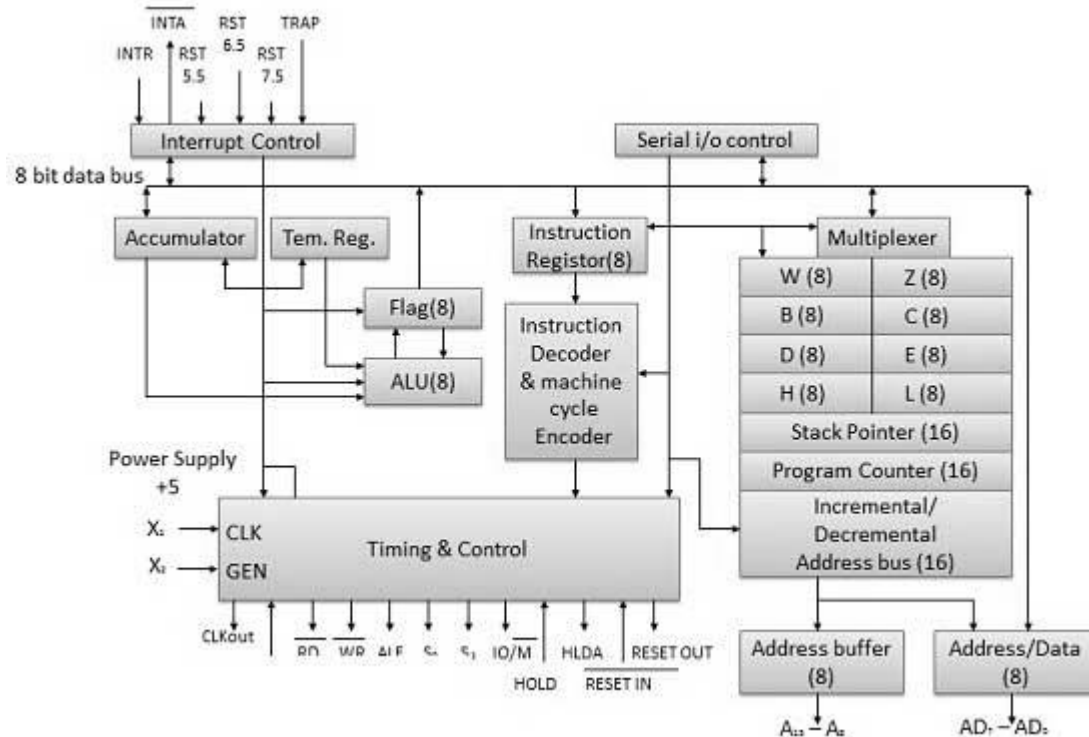 INTA
RST
6.5
TRAP
INTR
RST
5.5
RST
7.5
Interrupt Control
Serial i/o control
8 bit data bus
Accumulator
Tem. Reg.
Instruction
Registor(8)
Multiplexer
W (8)
Z (8)
Flag(8)
B (8)
C (8)
Instruction
Decoder
& machine
cycle
Encoder
D (8)
E (8)
ALU(8)
H (8)
L (8)
Stack Pointer (16)
Power Supply
+5
Program Counter (16)
Incremental/
Decremental
Address bus (16)
X₁
CLK
Timing & Control
X₂
GEN
CLKout
RD
WR
ALE
S₁
IO/M
HLDA
RESET OUT
HOLD
RESET IN
Address buffer
(8)
Address/Data
(8)